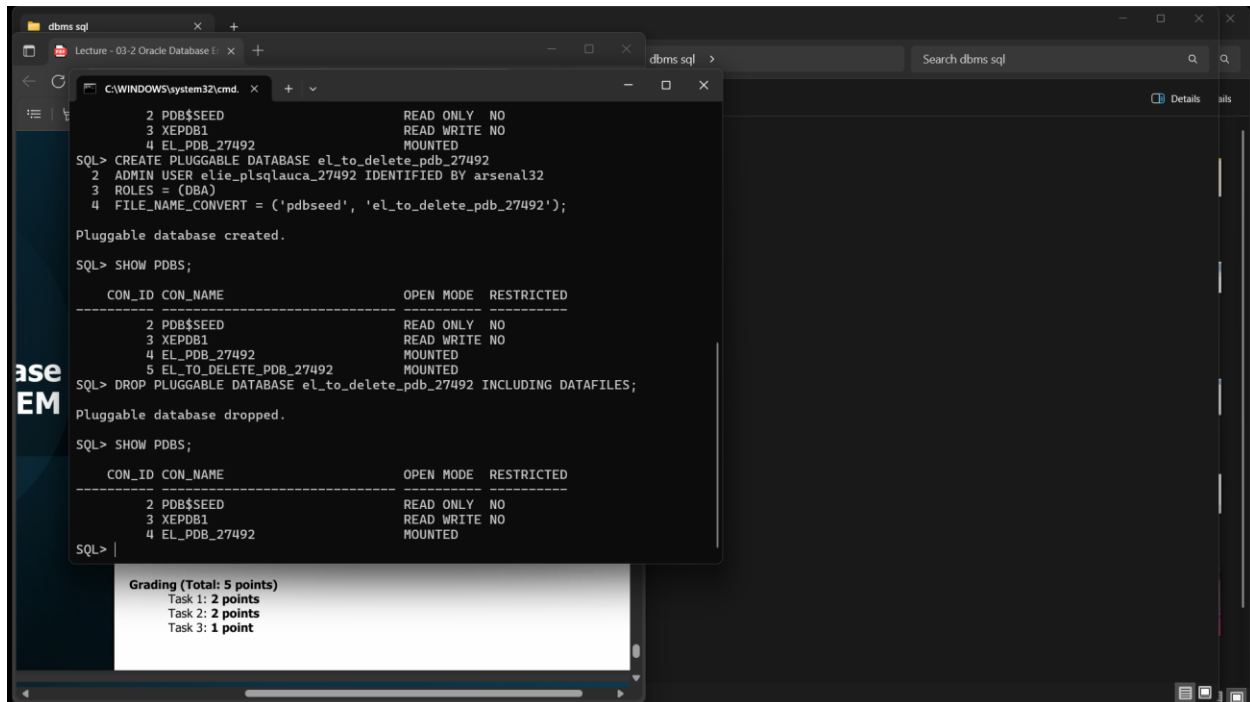 dbms sql
Lecture - 03-2 Oracle Database E
dbms sql >
Search dbms sql
C:\WINDOWS\system32\cmd.
Details
ails
2 PDB$SEED READ ONLY NO
3 XEPDB1 READ WRITE NO
4 EL_PDB_27492 MOUNTED
SQL> CREATE PLUGGABLE DATABASE el_to_delete_pdb_27492
2 ADMIN USER elie_plsqlauca_27492 IDENTIFIED BY arsenal32
3 ROLES = (DBA)
4 FILE_NAME_CONVERT = ('pdbseed', 'el_to_delete_pdb_27492');
Pluggable database created.
SQL> SHOW PDBS;
CON_ID CON_NAME OPEN MODE RESTRICTED
---------- ------------------------------ ---------- ----------
2 PDB$SEED READ ONLY NO
3 XEPDB1 READ WRITE NO
4 EL_PDB_27492 MOUNTED
5 EL_TO_DELETE_PDB_27492 MOUNTED
SQL> DROP PLUGGABLE DATABASE el_to_delete_pdb_27492 INCLUDING DATAFILES;
Pluggable database dropped.
SQL> SHOW PDBS;
CON_ID CON_NAME OPEN MODE RESTRICTED
---------- ------------------------------ ---------- ----------
2 PDB$SEED READ ONLY NO
3 XEPDB1 READ WRITE NO
4 EL_PDB_27492 MOUNTED
SQL>
ase
EM
Grading (Total: 5 points)
Task 1: 2 points
Task 2: 2 points
Task 3: 1 point